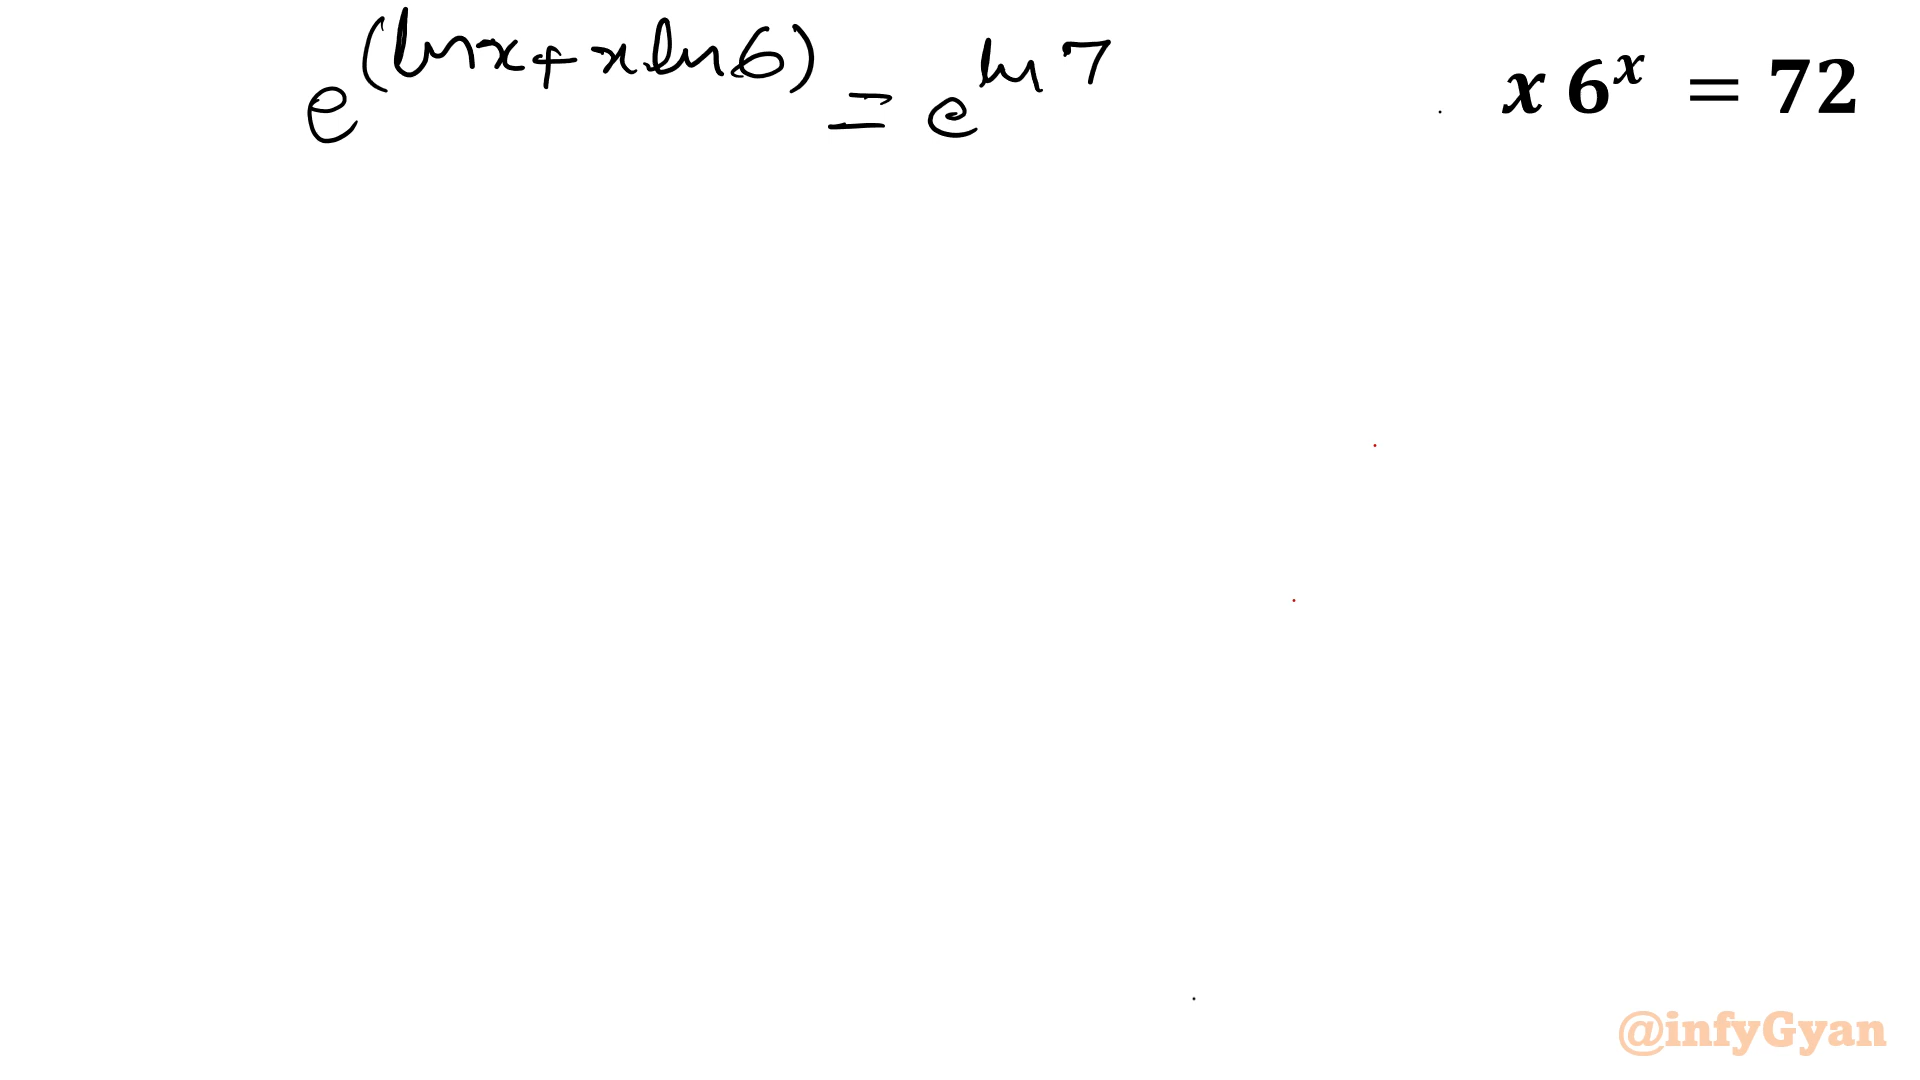 e^(ln x + x ln 6) = e^ln 7
x 6^x = 72
@infyGyan